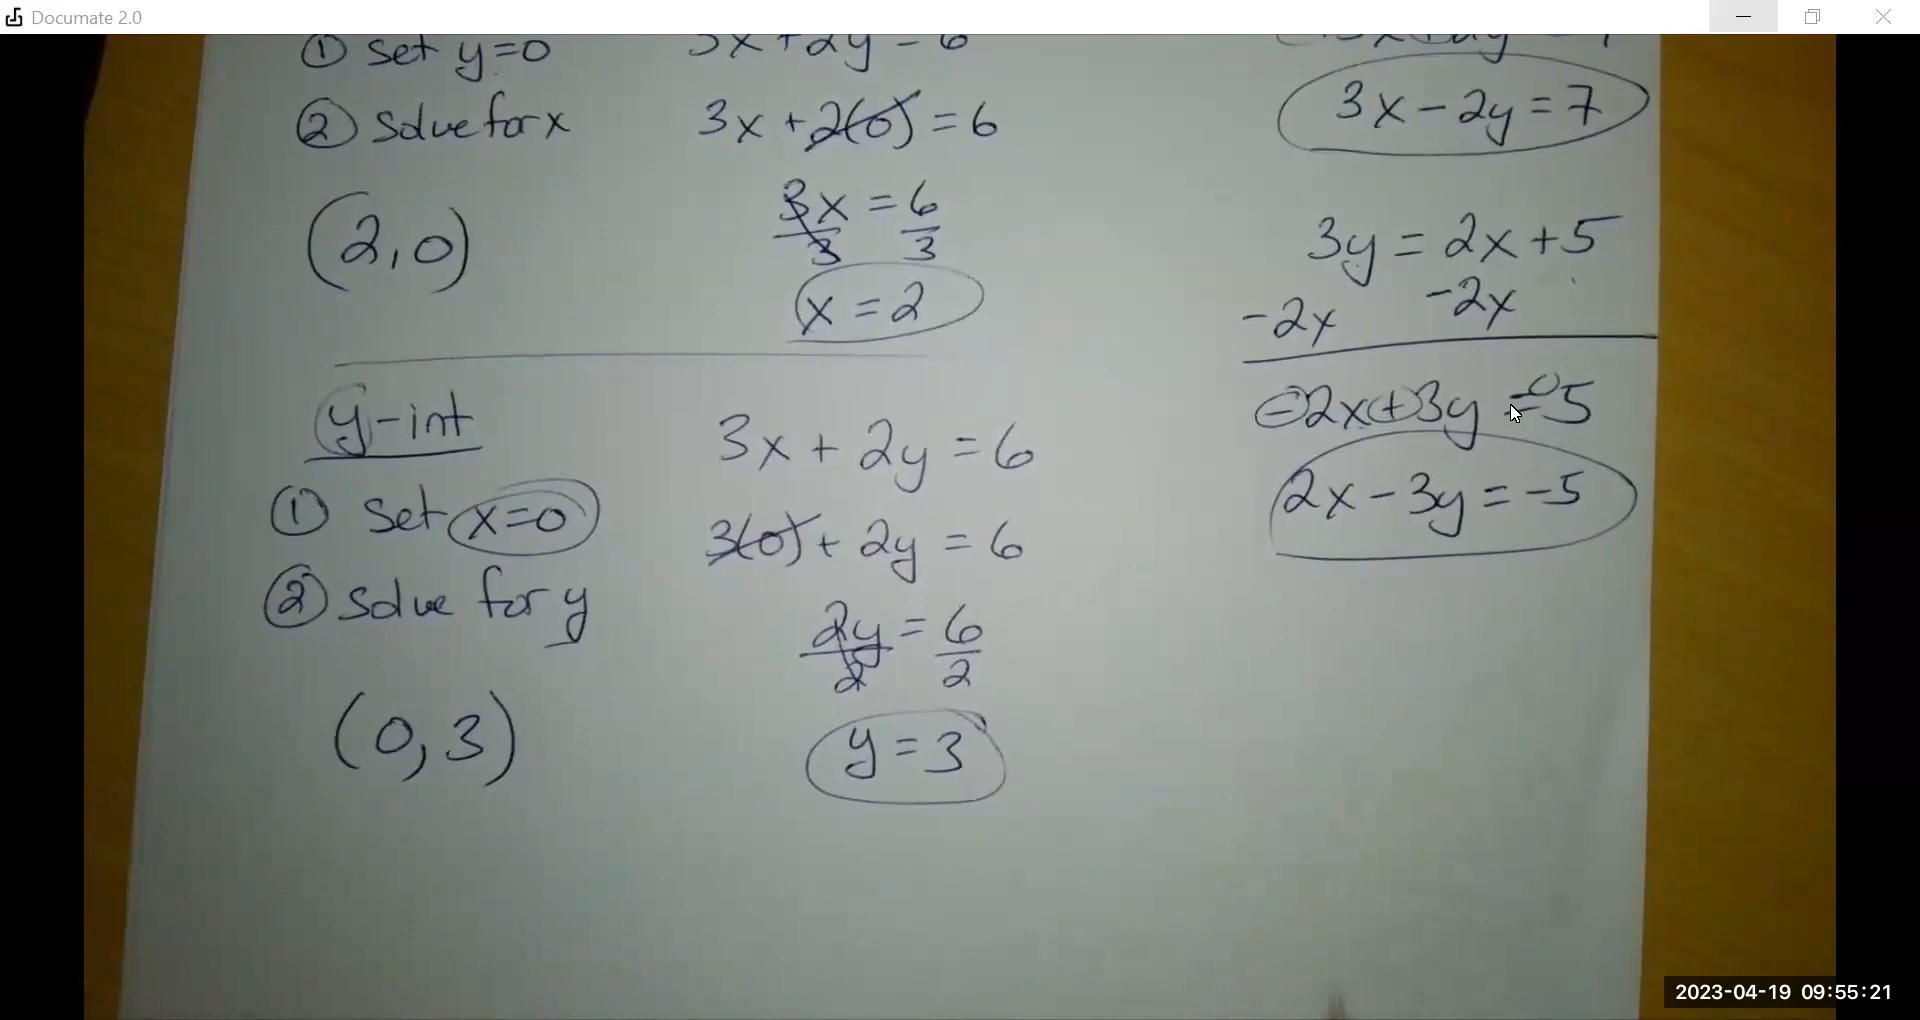 Documate 2.0
① Set y=0
② Solve for x
(2,0)
3x+2y=6
3x+2(0)=6
3x=6
3 3
x=2
y-int
① Set x=0
② Solve for y
(0,3)
3x+2y=6
3(0)+2y=6
2y=6
2 2
y=3
3x-2y=7
3y=2x+5
-2x -2x
-2x+3y=5
2x-3y=-5
2023-04-19 09:55:21